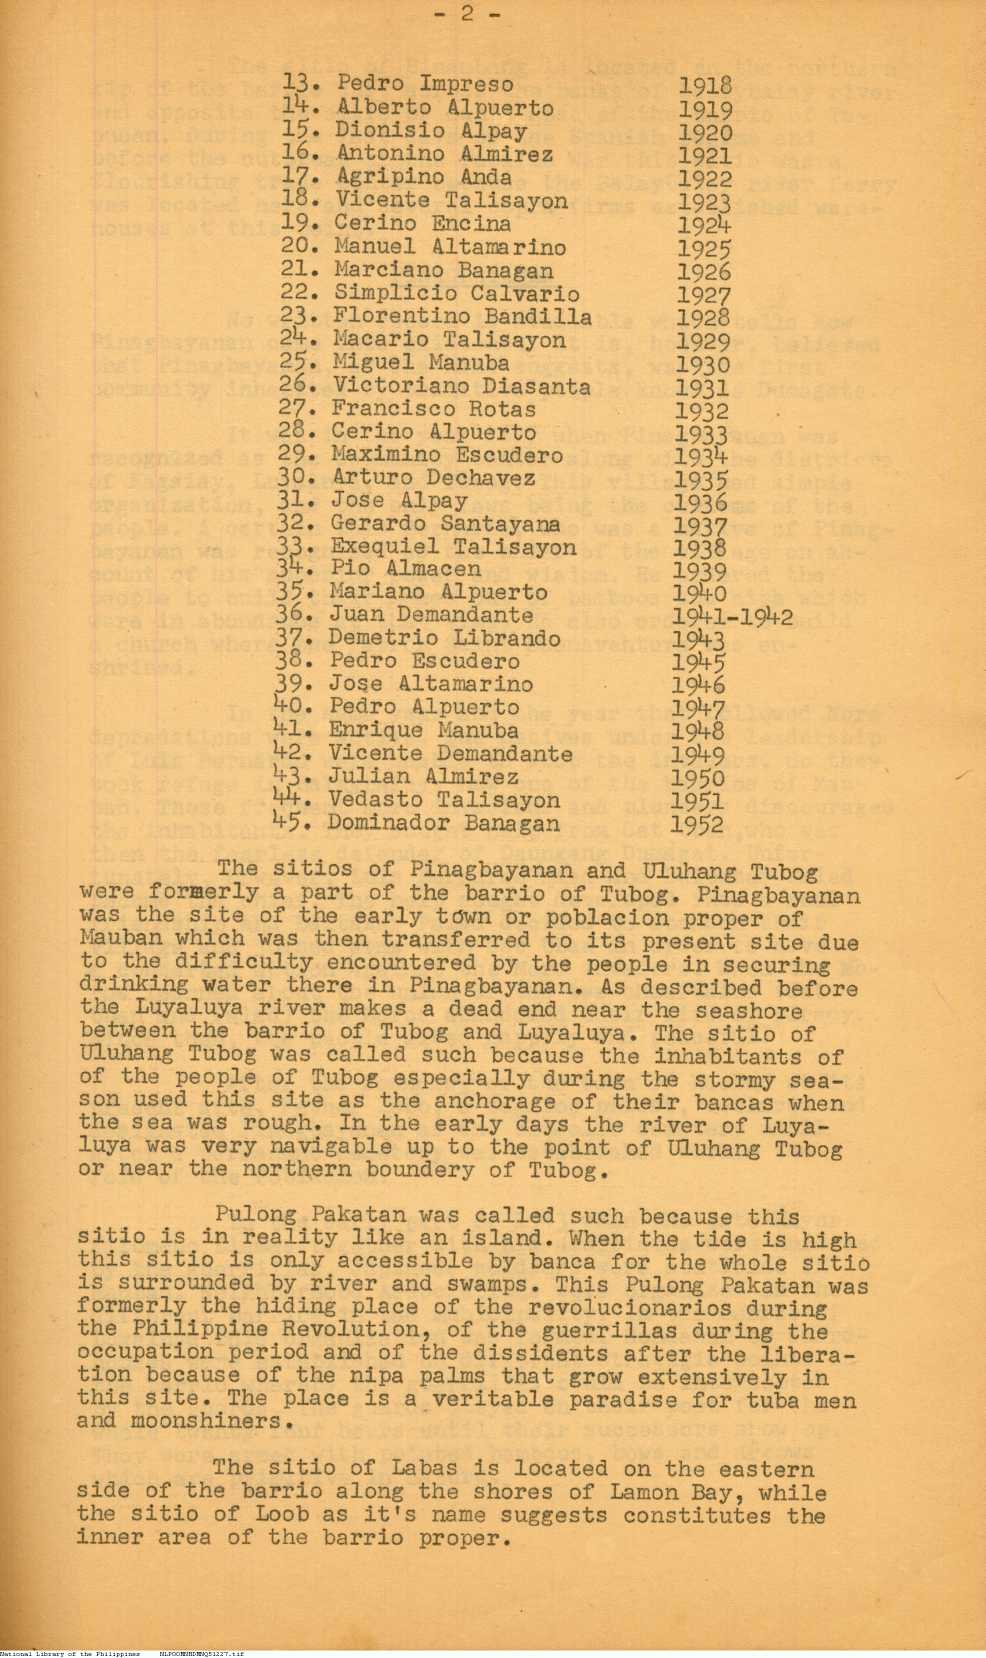 - 2 -
13. Pedro Impreso 1918
14. Alberto Alpuerto 1919
15. Dionisio Alpay 1920
16. Antonino Almirez 1921
17. Agripino Anda 1922
18. Vicente Talisayon 1923
19. Cerino Encina 1924
20. Manuel Altamarino 1925
21. Marciano Banagan 1926
22. Simplicio Calvario 1927
23. Florentino Bandilla 1928
24. Macario Talisayon 1929
25. Miguel Manuba 1930
26. Victoriano Diasanta 1931
27. Francisco Rotas 1932
28. Cerino Alpuerto 1933
29. Maximino Escudero 1934
30. Arturo Dechavez 1935
31. Jose Alpay 1936
32. Gerardo Santayana 1937
33. Exequiel Talisayon 1938
34. Pio Almacen 1939
35. Mariano Alpuerto 1940
36. Juan Demandante 1941-1942
37. Demetrio Librando 1943
38. Pedro Escudero 1945
39. Jose Altamarino 1946
40. Pedro Alpuerto 1947
41. Enrique Manuba 1948
42. Vicente Demandante 1949
43. Julian Almirez 1950
44. Vedasto Talisayon 1951
45. Dominador Banagan 1952
The sitios of Pinagbayanan and Uluhang Tubog
were formerly a part of the barrio of Tubog. Pinagbayanan
was the site of the early town or poblacion proper of
Mauban which was then transferred to its present site due
to the difficulty encountered by the people in securing
drinking water there in Pinagbayanan. As described before
the Luyaluya river makes a dead end near the seashore
between the barrio of Tubog and Luyaluya. The sitio of
Uluhang Tubog was called such because the inhabitants of
of the people of Tubog especially during the stormy sea-
son used this site as the anchorage of their bancas when
the sea was rough. In the early days the river of Luya-
luya was very navigable up to the point of Uluhang Tubog
or near the northern boundery of Tubog.
Pulong Pakatan was called such because this
sitio is in reality like an island. When the tide is high
this sitio is only accessible by banca for the whole sitio
is surrounded by river and swamps. This Pulong Pakatan was
formerly the hiding place of the revolucionarios during
the Philippine Revolution, of the guerrillas during the
occupation period and of the dissidents after the libera-
tion because of the nipa palms that grow extensively in
this site. The place is a veritable paradise for tuba men
and moonshiners.
The sitio of Labas is located on the eastern
side of the barrio along the shores of Lamon Bay, while
the sitio of Loob as it's name suggests constitutes the
inner area of the barrio proper.
National Library of the Philippines